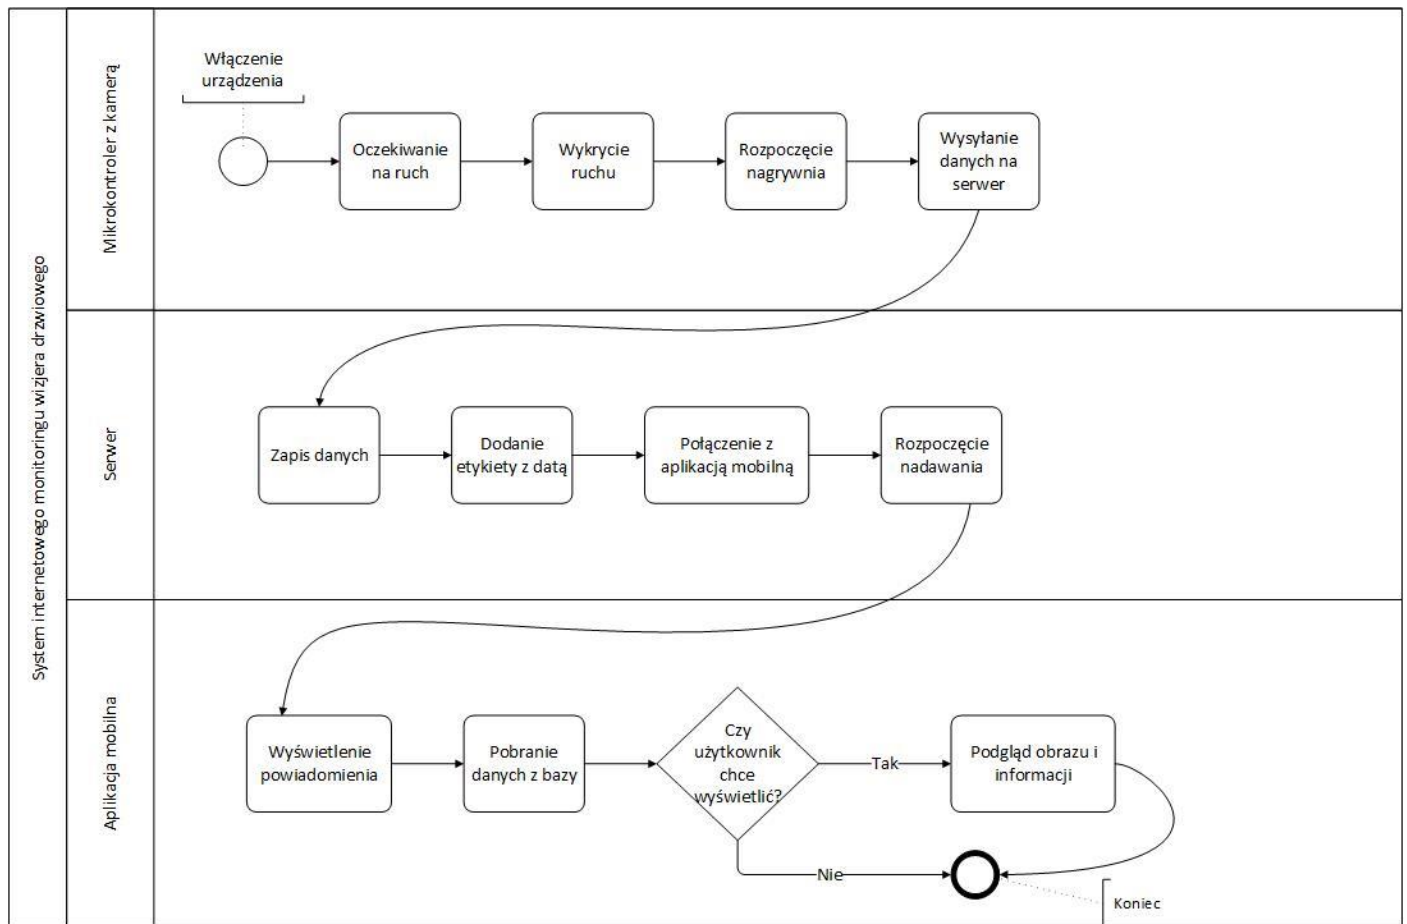 System internetowego monitoringu wizjera drzwiowego
Mikrokontroler z kamerą
Włączenie
urządzenia
Oczekiwanie
na ruch
Wykrycie
ruchu
Rozpoczęcie
nagrywnia
Wysyłanie
danych na
serwer
Serwer
Zapis danych
Dodanie
etykiety z datą
Połączenie z
aplikacją mobilną
Rozpoczęcie
nadawania
Aplikacja mobilna
Wyświetlenie
powiadomienia
Pobranie
danych z bazy
Czy
użytkownik
chce
wyświetlić?
Tak
Podgląd obrazu i
informacji
Nie
Koniec